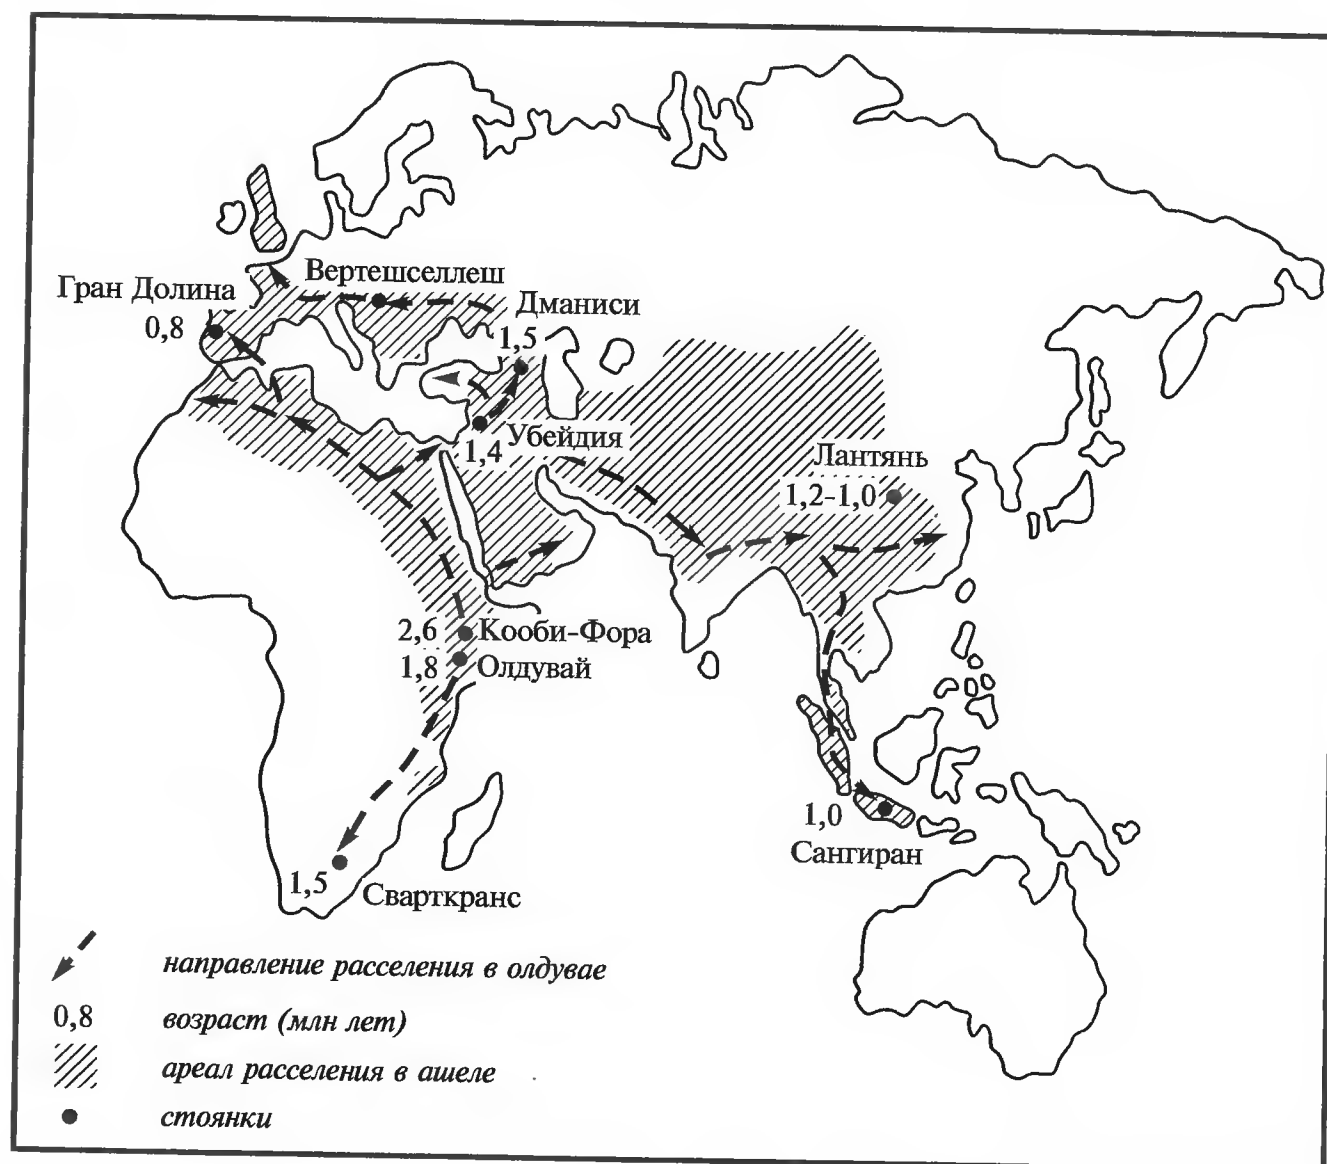 Вертешселлеш
Гран Долина
0,8
Дманиси
1,5
Убейдия
1,4
Лантянь
1,2-1,0
2,6 Кооби-Фора
1,8 Олдувай
1,0
Сангиран
1,5
Сварткранс
направление расселения в олдувае
0,8 возраст (млн лет)
ареал расселения в ашеле
стоянки